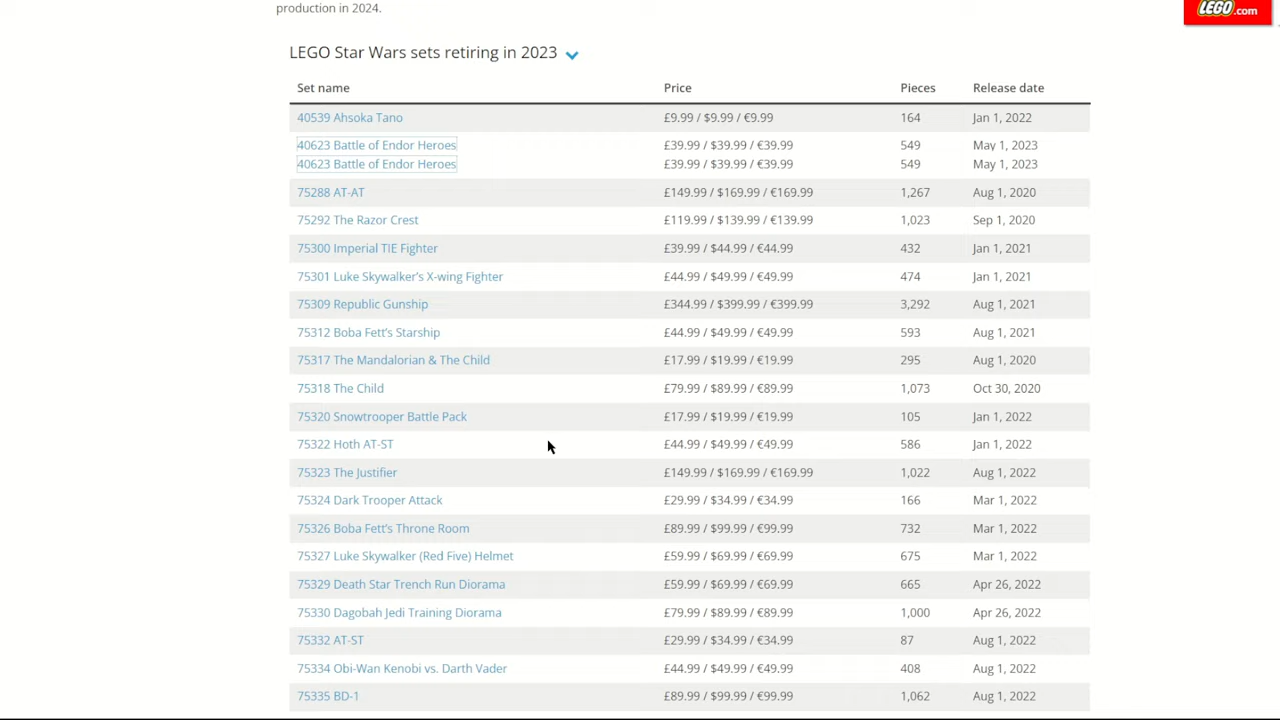 production in 2024.
LEGO.com
LEGO Star Wars sets retiring in 2023
Set name Price Pieces Release date
40539 Ahsoka Tano £9.99 / $9.99 / €9.99 164 Jan 1, 2022
40623 Battle of Endor Heroes £39.99 / $39.99 / €39.99 549 May 1, 2023
40623 Battle of Endor Heroes £39.99 / $39.99 / €39.99 549 May 1, 2023
75288 AT-AT £149.99 / $169.99 / €169.99 1,267 Aug 1, 2020
75292 The Razor Crest £119.99 / $139.99 / €139.99 1,023 Sep 1, 2020
75300 Imperial TIE Fighter £39.99 / $44.99 / €44.99 432 Jan 1, 2021
75301 Luke Skywalker’s X-wing Fighter £44.99 / $49.99 / €49.99 474 Jan 1, 2021
75309 Republic Gunship £344.99 / $399.99 / €399.99 3,292 Aug 1, 2021
75312 Boba Fett’s Starship £44.99 / $49.99 / €49.99 593 Aug 1, 2021
75317 The Mandalorian & The Child £17.99 / $19.99 / €19.99 295 Aug 1, 2020
75318 The Child £79.99 / $89.99 / €89.99 1,073 Oct 30, 2020
75320 Snowtrooper Battle Pack £17.99 / $19.99 / €19.99 105 Jan 1, 2022
75322 Hoth AT-ST £44.99 / $49.99 / €49.99 586 Jan 1, 2022
75323 The Justifier £149.99 / $169.99 / €169.99 1,022 Aug 1, 2022
75324 Dark Trooper Attack £29.99 / $34.99 / €34.99 166 Mar 1, 2022
75326 Boba Fett’s Throne Room £89.99 / $99.99 / €99.99 732 Mar 1, 2022
75327 Luke Skywalker (Red Five) Helmet £59.99 / $69.99 / €69.99 675 Mar 1, 2022
75329 Death Star Trench Run Diorama £59.99 / $69.99 / €69.99 665 Apr 26, 2022
75330 Dagobah Jedi Training Diorama £79.99 / $89.99 / €89.99 1,000 Apr 26, 2022
75332 AT-ST £29.99 / $34.99 / €34.99 87 Aug 1, 2022
75334 Obi-Wan Kenobi vs. Darth Vader £44.99 / $49.99 / €49.99 408 Aug 1, 2022
75335 BD-1 £89.99 / $99.99 / €99.99 1,062 Aug 1, 2022